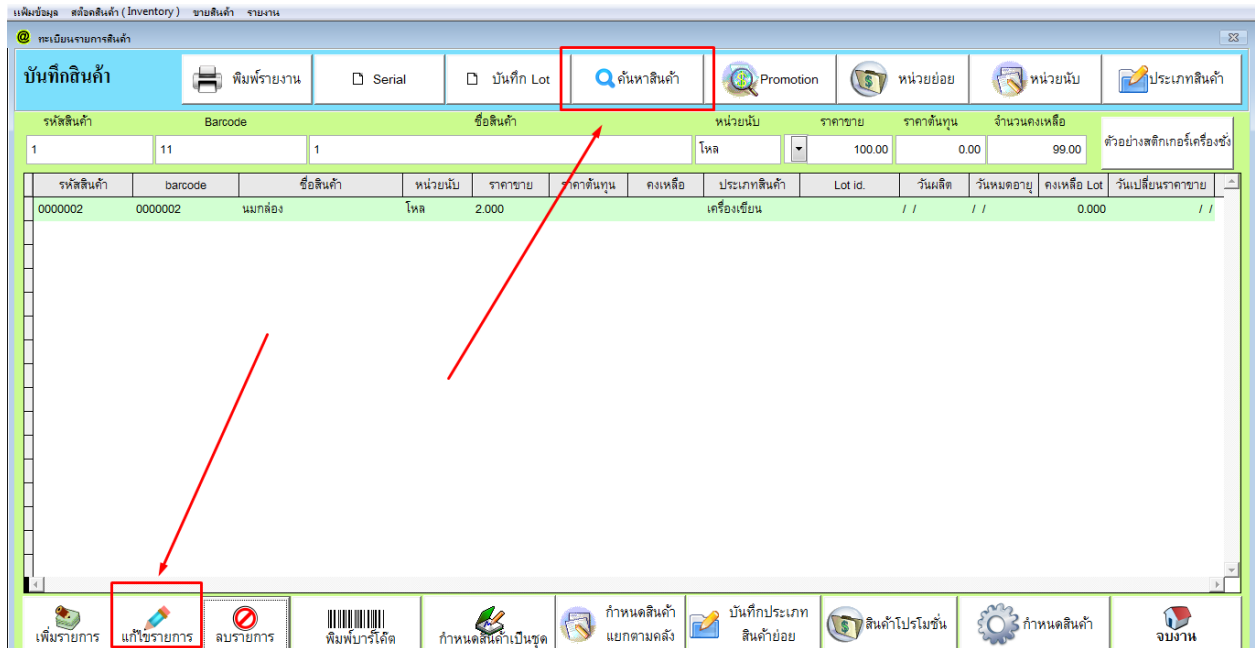 แฟ้มข้อมูล สต๊อคสินค้า ( Inventory ) ขายสินค้า รายงาน
@ ทะเบียนรายการสินค้า
บันทึกสินค้า พิมพ์รายงาน Serial บันทึก Lot ค้นหาสินค้า Promotion หน่วยย่อย หน่วยนับ ประเภทสินค้า
รหัสสินค้า Barcode ชื่อสินค้า หน่วยนับ ราคาขาย ราคาต้นทุน จำนวนคงเหลือ
1 11 1 โหล 100.00 0.00 99.00 ตัวอย่างสติกเกอร์เครื่องชั่ง
รหัสสินค้า barcode ชื่อสินค้า หน่วยนับ ราคาขาย ราคาต้นทุน คงเหลือ ประเภทสินค้า Lot id. วันผลิต วันหมดอายุ คงเหลือ Lot วันเปลี่ยนราคาขาย
0000002 0000002 นมกล่อง โหล 2.000 เครื่องเขียน / / / / 0.000 / /
เพิ่มรายการ แก้ไขรายการ ลบรายการ พิมพ์บาร์โค๊ต กำหนดสินค้าเป็นชุด กำหนดสินค้า
แยกตามคลัง บันทึกประเภท
สินค้าย่อย สินค้าโปรโมชั่น กำหนดสินค้า จบงาน